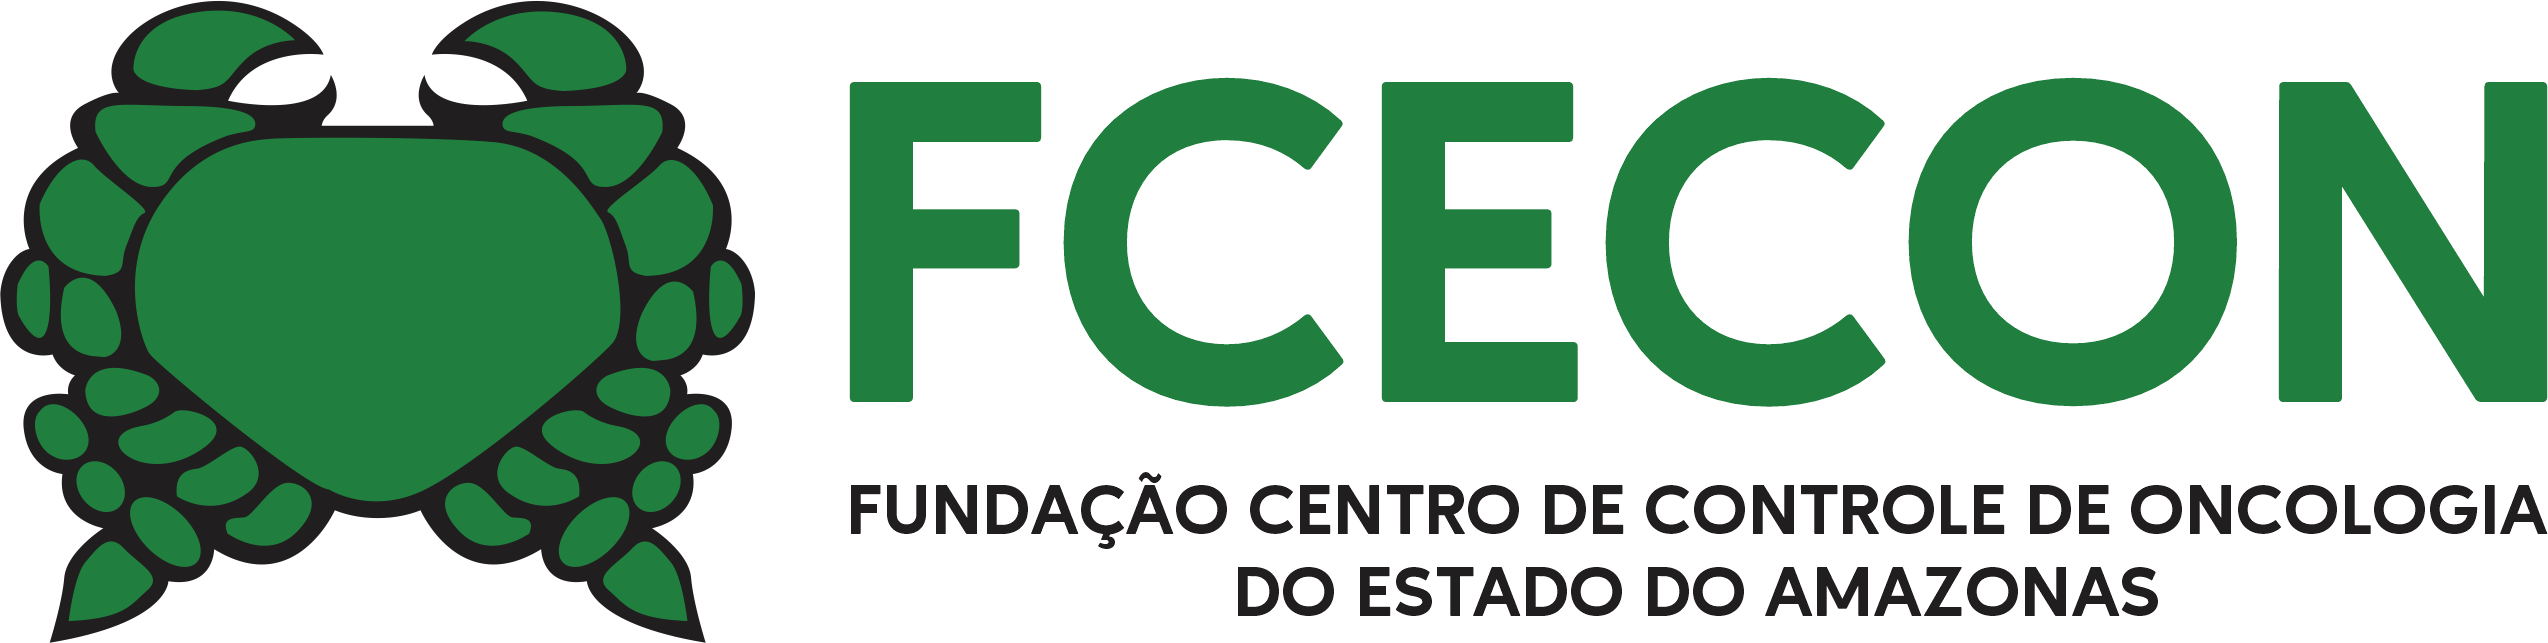 FCECON
FUNDAÇÃO CENTRO DE CONTROLE DE ONCOLOGIA
DO ESTADO DO AMAZONAS